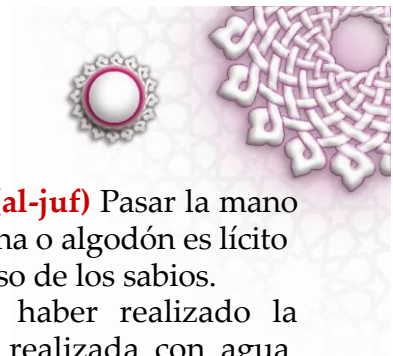 (al-juf) Pasar la mano
na o algodón es lícito
so de los sabios.
haber realizado la
realizada con agua